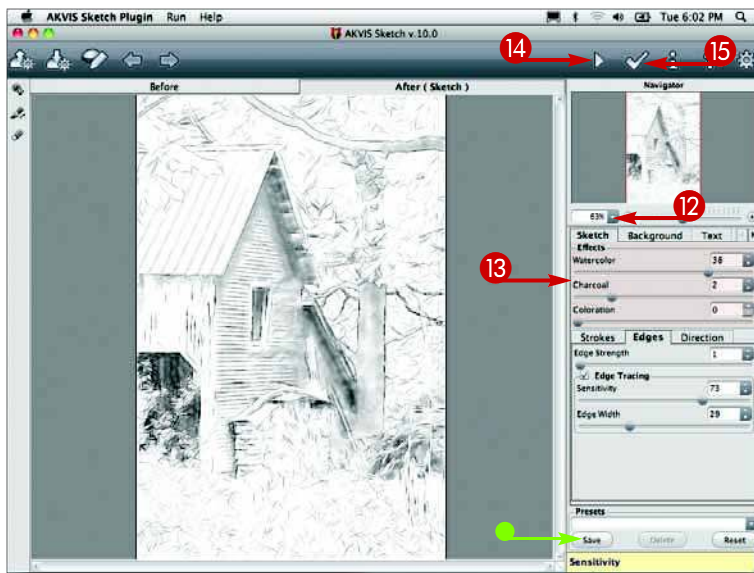 AKVIS Sketch Plugin Run Help Tue 6:02 PM
AKVIS Sketch v.10.0
14
15
Before After ( Sketch ) Navigator
12
63%
Sketch Background Text
13
Effects
Watercolor 38
Charcoal 2
Coloration 0
Strokes Edges Direction
Edge Strength 1
Edge Tracing
Sensitivity 73
Edge Width 29
Presets
Save Delete Reset
Sensitivity